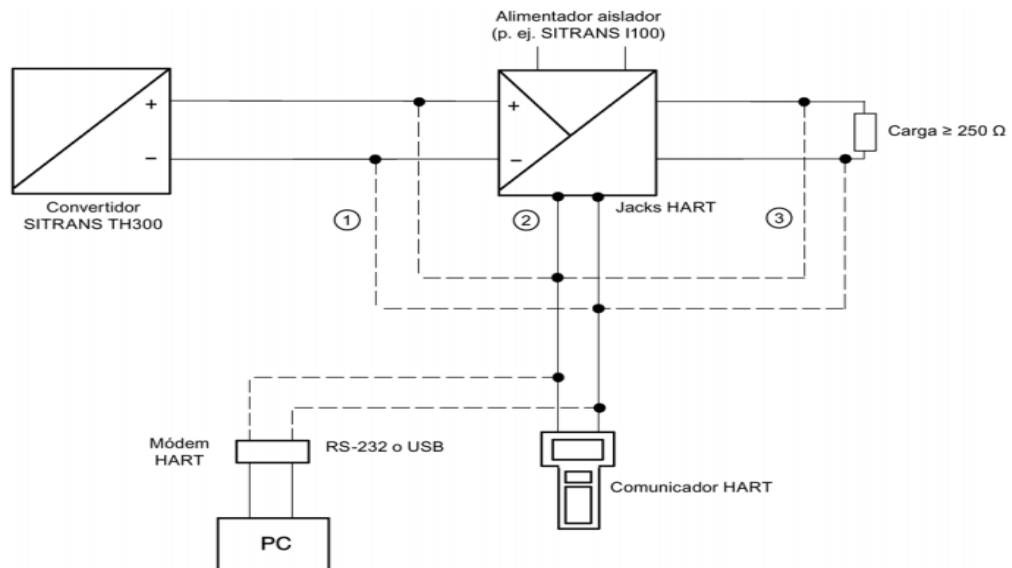 Alimentador aislador
(p. ej. SITRANS I100)
+
−
+
−
Carga ≥ 250 Ω
Convertidor
SITRANS TH300
①
②
Jacks HART
③
Módem
HART
RS-232 o USB
Comunicador HART
PC